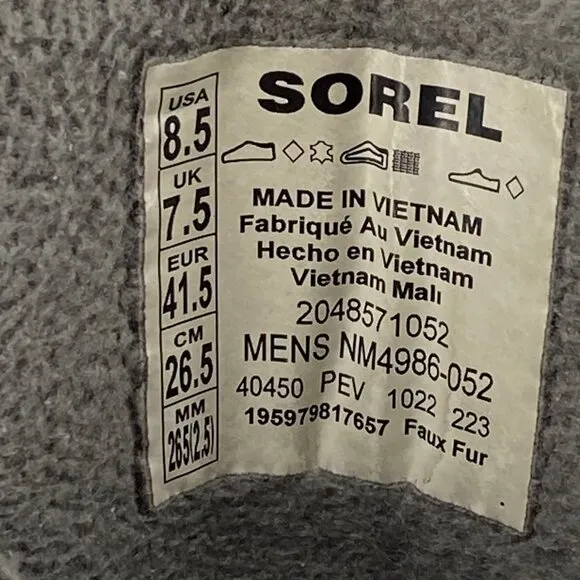 SOREL
USA
8.5
UK
7.5
EUR
41.5
CM
26.5
MM
265(2.5)
MADE IN VIETNAM
Fabriqué Au Vietnam
Hecho en Vietnam
Vietnam Malı
2048571052
MENS NM4986-052
40450 PEV 1022 223
195979817657 Faux Fur